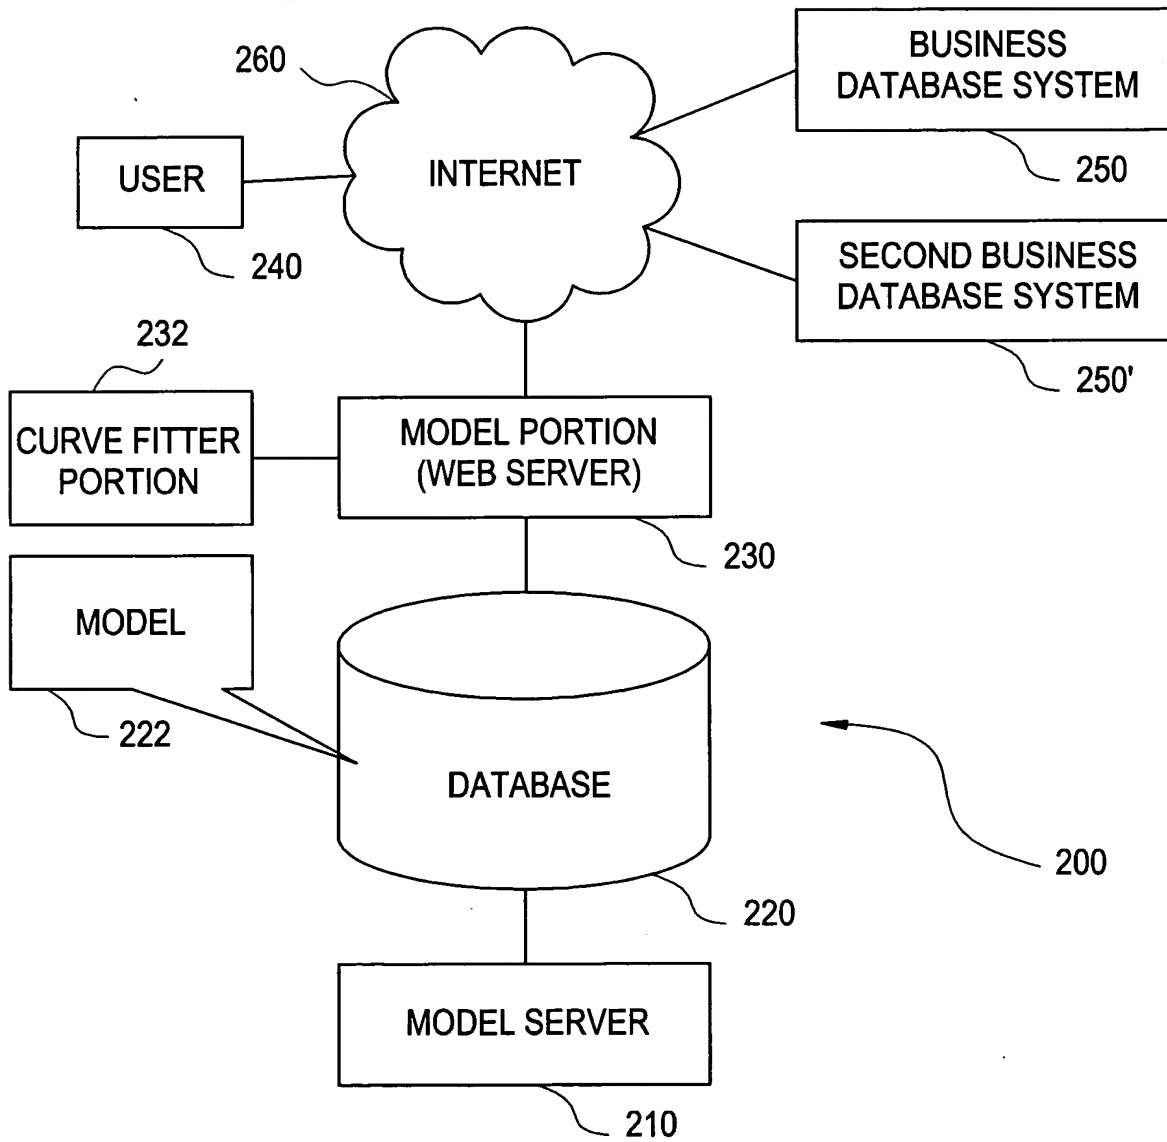 BUSINESS
DATABASE SYSTEM
250
260
INTERNET
USER
240
SECOND BUSINESS
DATABASE SYSTEM
250'
232
CURVE FITTER
PORTION
MODEL PORTION
(WEB SERVER)
230
MODEL
222
DATABASE
220
200
MODEL SERVER
210